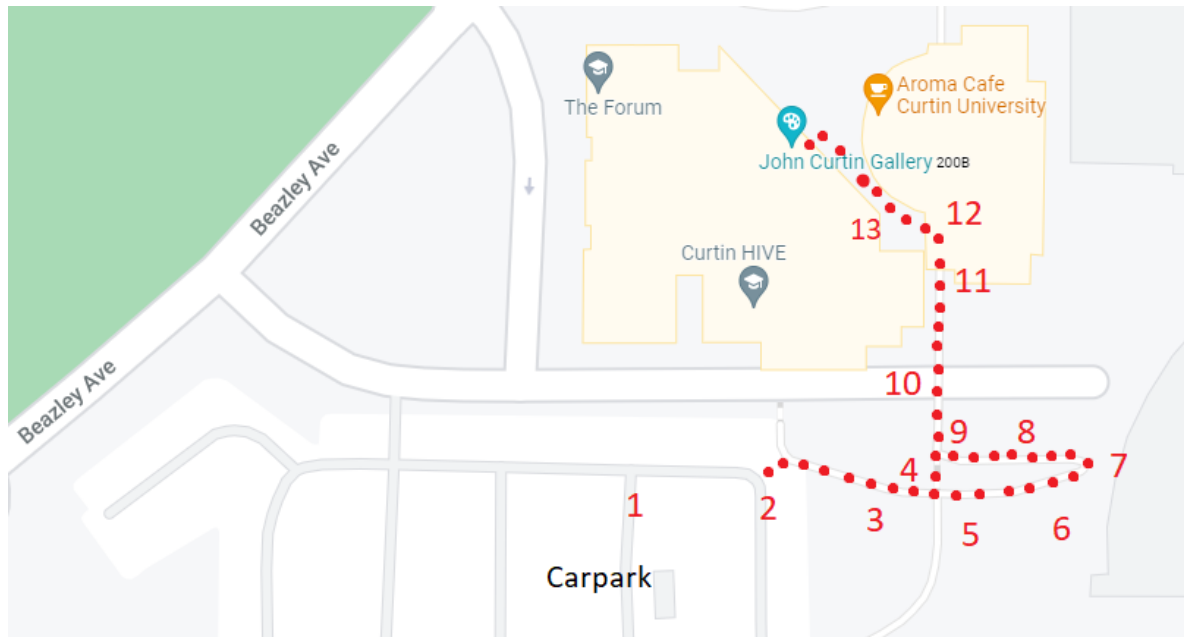 The Forum
Aroma Cafe
Curtin University
John Curtin Gallery 200B
Beazley Ave
12
13
Curtin HIVE
11
10
Beazley Ave
9
8
4
7
1
2
3
5
6
Carpark